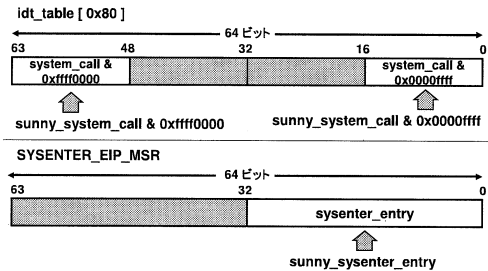 idt_table [ 0x80 ]
64 ビット
63 48 32 16 0
system_call & 0xffff0000
system_call & 0x0000ffff
sunny_system_call & 0xffff0000
sunny_system_call & 0x0000ffff
SYSENTER_EIP_MSR
64 ビット
63 32 0
sysenter_entry
sunny_sysenter_entry